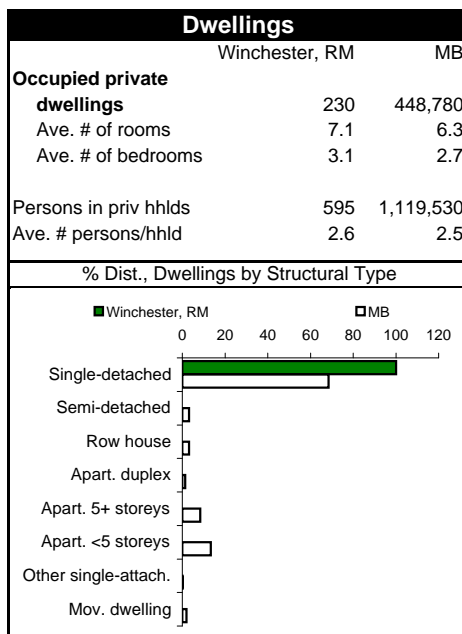 Dwellings
Winchester, RM MB
Occupied private
dwellings 230 448,780
Ave. # of rooms 7.1 6.3
Ave. # of bedrooms 3.1 2.7
Persons in priv hhlds 595 1,119,530
Ave. # persons/hhld 2.6 2.5
% Dist., Dwellings by Structural Type
Winchester, RM MB
0 20 40 60 80 100 120
Single-detached
Semi-detached
Row house
Apart. duplex
Apart. 5+ storeys
Apart. <5 storeys
Other single-attach.
Mov. dwelling